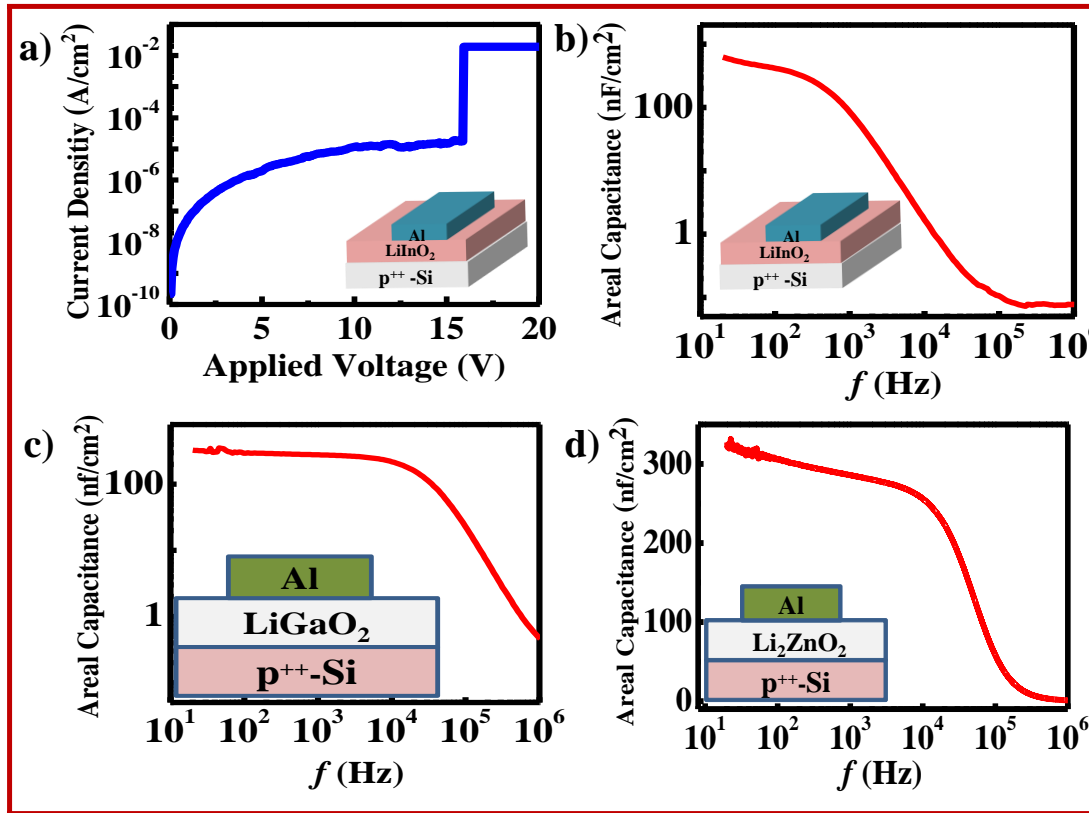 a)
Current Densitiy (A/cm²)
10⁻²
10⁻⁴
10⁻⁶
10⁻⁸
10⁻¹⁰
0
5
10
15
20
Applied Voltage (V)
Al
LiInO₂
p⁺⁺ -Si
b)
Areal Capacitance (nF/cm²)
100
1
10¹
10²
10³
10⁴
10⁵
10⁶
f (Hz)
Al
LiInO₂
p⁺⁺ -Si
c)
Areal Capacitance (nf/cm²)
100
1
10¹
10²
10³
10⁴
10⁵
10⁶
f (Hz)
Al
LiGaO₂
p⁺⁺-Si
d)
Areal Capacitance (nf/cm²)
300
200
100
0
10¹
10²
10³
10⁴
10⁵
10⁶
f (Hz)
Al
Li₂ZnO₂
p⁺⁺-Si